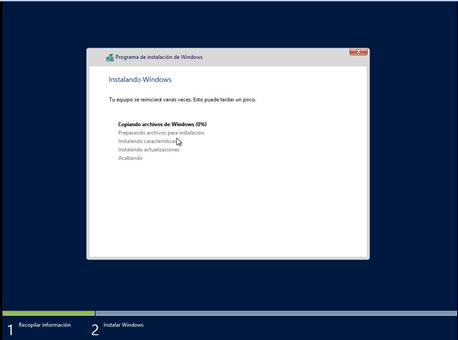 Programa de instalación de Windows
Instalando Windows
Tu equipo se reiniciará varias veces. Esto puede tardar un poco.
Copiando archivos de Windows (0%)
Preparando archivos para instalación
Instalando características
Instalando actualizaciones
Acabando
1 Recopilar información
2 Instalar Windows